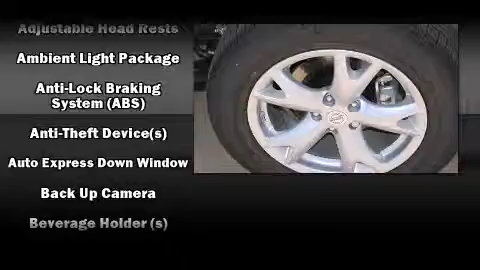 Adjustable Head Rests
Ambient Light Package
Anti-Lock Braking
System (ABS)
Anti-Theft Device(s)
Auto Express Down Window
Back Up Camera
Beverage Holder (s)